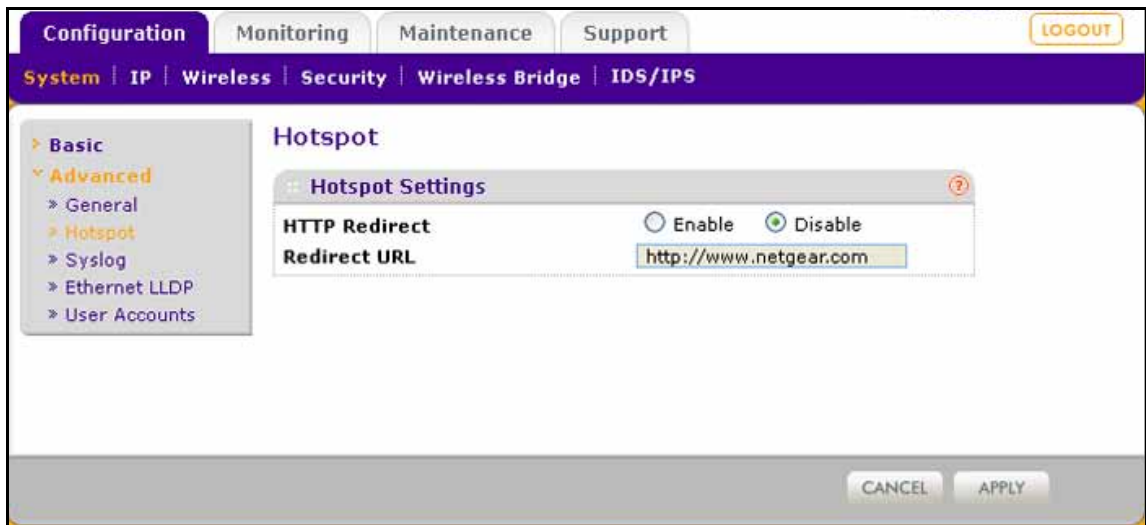 Configuration Monitoring Maintenance Support LOGOUT
System IP Wireless Security Wireless Bridge IDS/IPS
Basic
Advanced
» General
» Hotspot
» Syslog
» Ethernet LLDP
» User Accounts
Hotspot
Hotspot Settings ?
HTTP Redirect Enable Disable
Redirect URL http://www.netgear.com
CANCEL APPLY